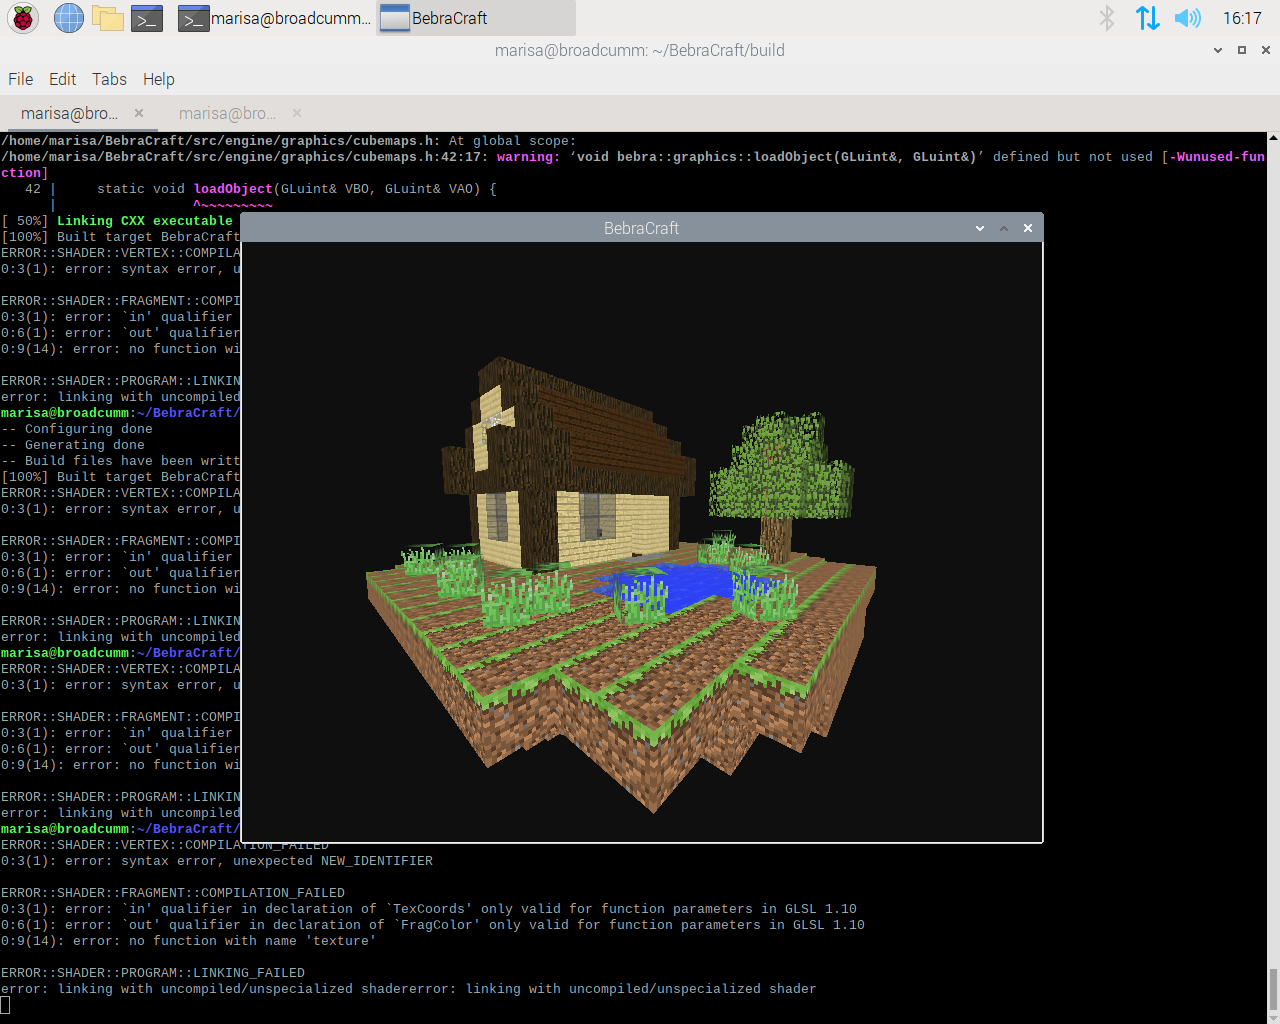 marisa@broadcumm...
BebraCraft
16:17
marisa@broadcumm: ~/BebraCraft/build
File Edit Tabs Help
marisa@bro... × marisa@bro... ×
/home/marisa/BebraCraft/src/engine/graphics/cubemaps.h: At global scope:
/home/marisa/BebraCraft/src/engine/graphics/cubemaps.h:42:17: warning: ‘void bebra::graphics::loadObject(GLuint&, GLuint&)’ defined but not used [-Wunused-fun
ction]
42 | static void loadObject(GLuint& VBO, GLuint& VAO) {
| ^~~~~~~~~~
[ 50%] Linking CXX executable
[100%] Built target BebraCraft
BebraCraft
ERROR::SHADER::VERTEX::COMPILA
0:3(1): error: syntax error, u
ERROR::SHADER::FRAGMENT::COMPI
0:3(1): error: `in' qualifier
0:6(1): error: `out' qualifier
0:9(14): error: no function wi
ERROR::SHADER::PROGRAM::LINKIN
error: linking with uncompiled
marisa@broadcumm:~/BebraCraft/
-- Configuring done
-- Generating done
-- Build files have been writt
[100%] Built target BebraCraft
ERROR::SHADER::VERTEX::COMPILA
0:3(1): error: syntax error, u
ERROR::SHADER::FRAGMENT::COMPI
0:3(1): error: `in' qualifier
0:6(1): error: `out' qualifier
0:9(14): error: no function wi
ERROR::SHADER::PROGRAM::LINKIN
error: linking with uncompiled
marisa@broadcumm:~/BebraCraft/
ERROR::SHADER::VERTEX::COMPILA
0:3(1): error: syntax error, u
ERROR::SHADER::FRAGMENT::COMPI
0:3(1): error: `in' qualifier
0:6(1): error: `out' qualifier
0:9(14): error: no function wi
ERROR::SHADER::PROGRAM::LINKIN
error: linking with uncompiled
marisa@broadcumm:~/BebraCraft/
ERROR::SHADER::VERTEX::COMPILATION_FAILED
0:3(1): error: syntax error, unexpected NEW_IDENTIFIER
ERROR::SHADER::FRAGMENT::COMPILATION_FAILED
0:3(1): error: `in' qualifier in declaration of `TexCoords' only valid for function parameters in GLSL 1.10
0:6(1): error: `out' qualifier in declaration of `FragColor' only valid for function parameters in GLSL 1.10
0:9(14): error: no function with name 'texture'
ERROR::SHADER::PROGRAM::LINKING_FAILED
error: linking with uncompiled/unspecialized shadererror: linking with uncompiled/unspecialized shader